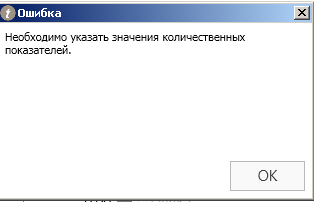 Ошибка
Необходимо указать значения количественных
показателей.
OK